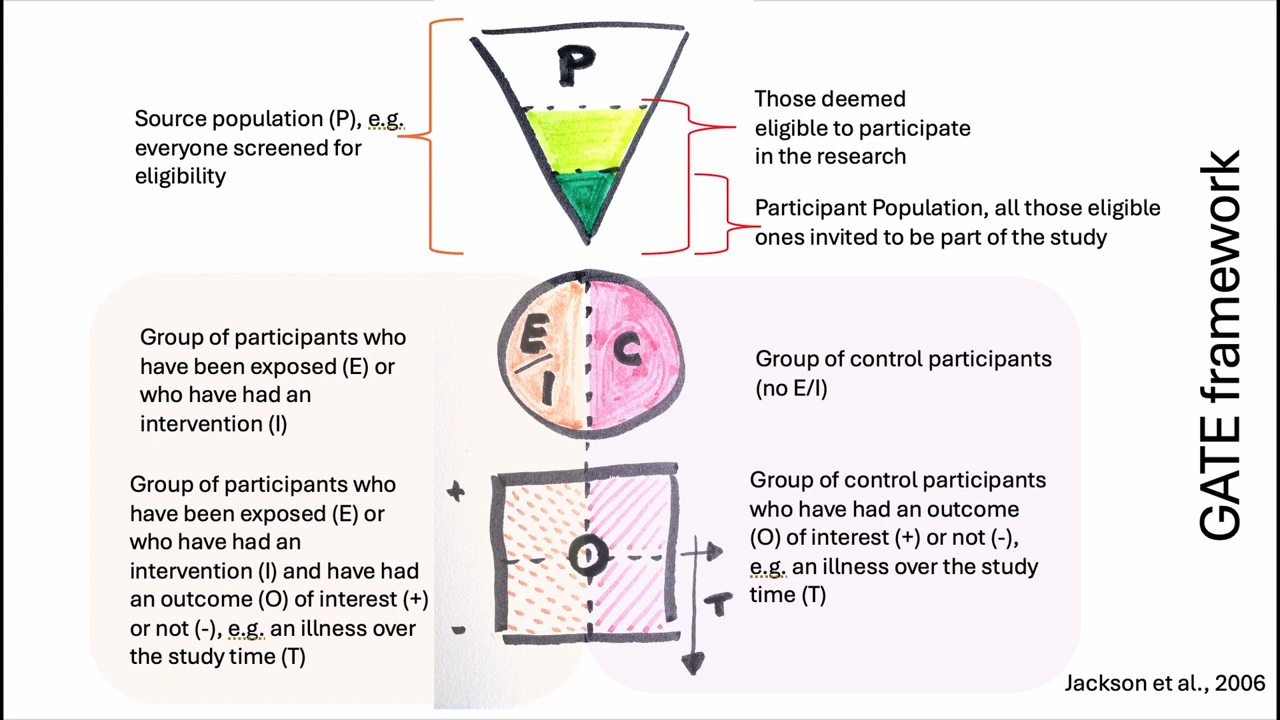 P
Source population (P), e.g.
everyone screened for
eligibility
Those deemed
eligible to participate
in the research
Participant Population, all those eligible
ones invited to be part of the study
GATE framework
Group of participants who
have been exposed (E) or
who have had an
intervention (I)
E/I
C
Group of control participants
(no E/I)
Group of participants who
have been exposed (E) or
who have had an
intervention (I) and have had
an outcome (O) of interest (+)
or not (-), e.g. an illness over
the study time (T)
+
-
O
T
Group of control participants
who have had an outcome
(O) of interest (+) or not (-),
e.g. an illness over the study
time (T)
Jackson et al., 2006